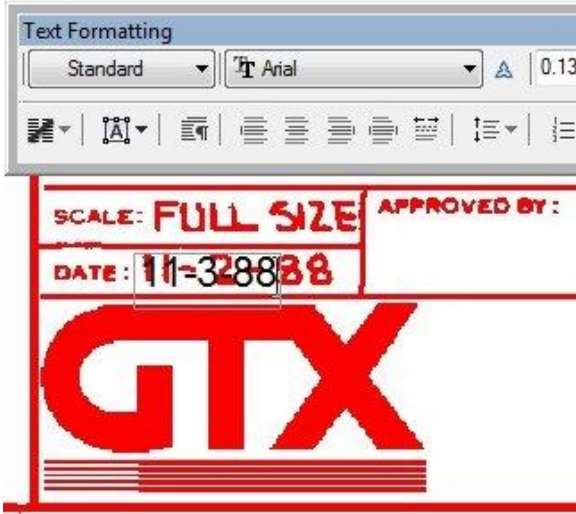 Text Formatting
Standard
Arial
0.13
SCALE: FULL SIZE
APPROVED BY:
DATE: 11-3-88
GTX